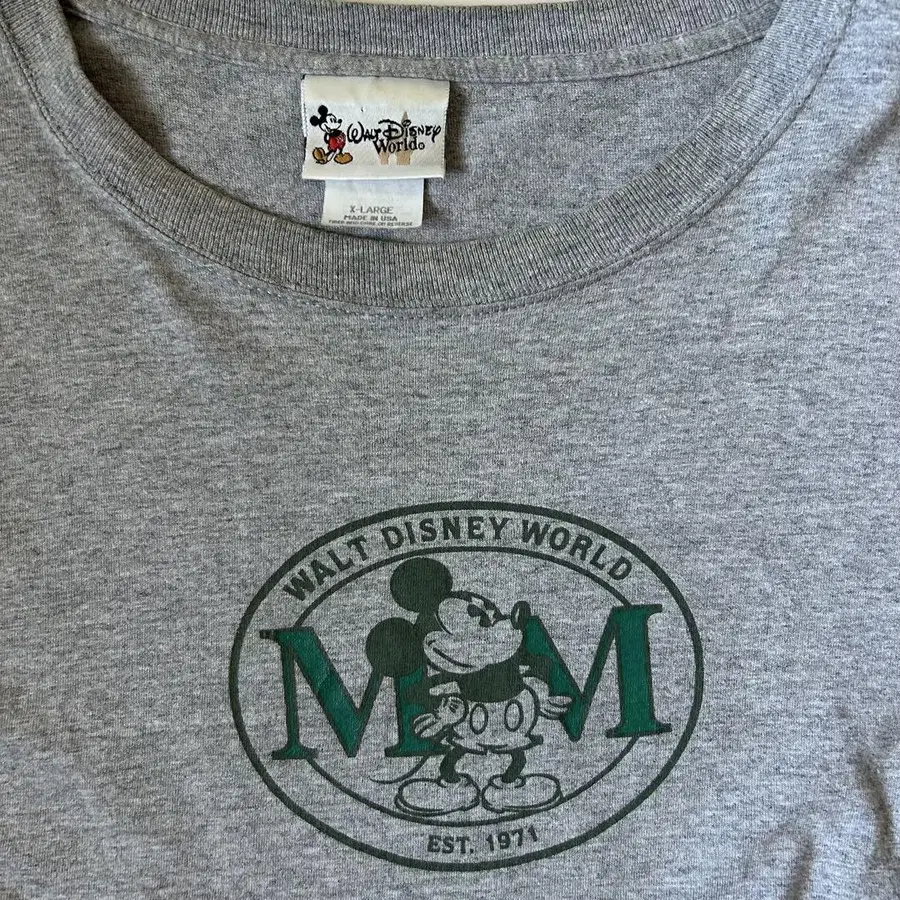 Walt Disney
World
X-LARGE
MADE IN USA
WALT DISNEY WORLD
M M
EST. 1971